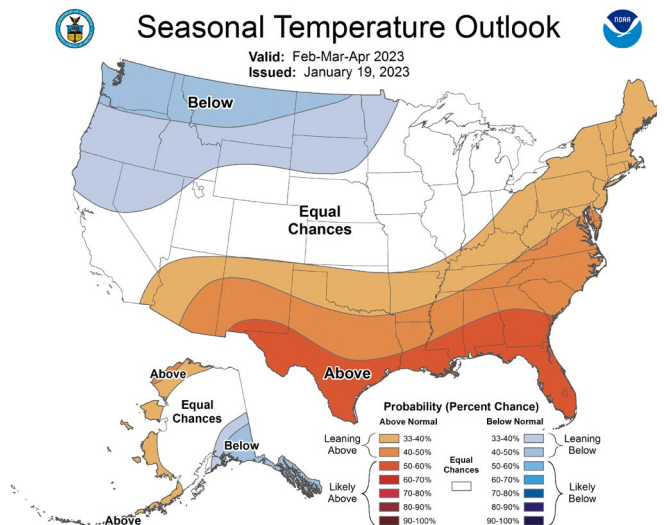 NOAA
Seasonal Temperature Outlook
Valid: Feb-Mar-Apr 2023
Issued: January 19, 2023
Below
Equal
Chances
Above
Above
Equal
Chances
Below
Above
Probability (Percent Chance)
Above Normal
Below Normal
Leaning
Above
33-40%
40-50%
Likely
Above
50-60%
60-70%
70-80%
80-90%
90-100%
Equal
Chances
33-40%
40-50%
Leaning
Below
50-60%
60-70%
70-80%
80-90%
90-100%
Likely
Below